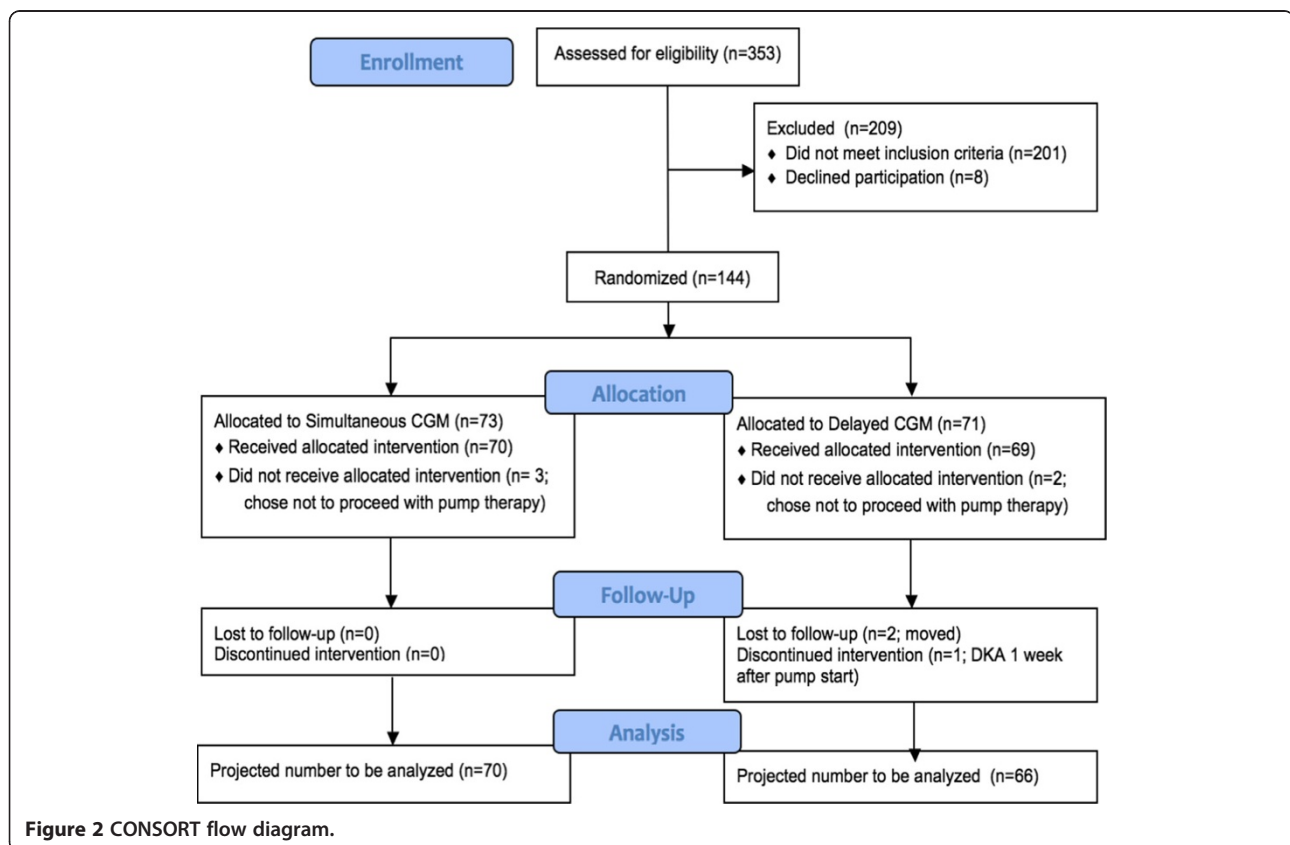 Enrollment
Assessed for eligibility (n=353)
Excluded (n=209)
♦ Did not meet inclusion criteria (n=201)
♦ Declined participation (n=8)
Randomized (n=144)
Allocation
Allocated to Simultaneous CGM (n=73)
♦ Received allocated intervention (n=70)
♦ Did not receive allocated intervention (n= 3;
chose not to proceed with pump therapy)
Allocated to Delayed CGM (n=71)
♦ Received allocated intervention (n=69)
♦ Did not receive allocated intervention (n=2;
chose not to proceed with pump therapy)
Follow-Up
Lost to follow-up (n=0)
Discontinued intervention (n=0)
Lost to follow-up (n=2; moved)
Discontinued intervention (n=1; DKA 1 week
after pump start)
Analysis
Projected number to be analyzed (n=70)
Projected number to be analyzed (n=66)
Figure 2 CONSORT flow diagram.